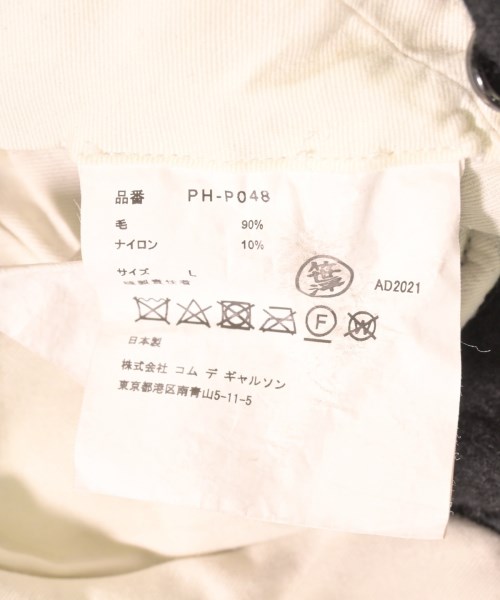 品番 PH-P048
毛 90%
ナイロン 10%
サイズ L
笹澤
AD2021
F W
日本製
株式会社 コム デ ギャルソン
東京都港区南青山5-11-5